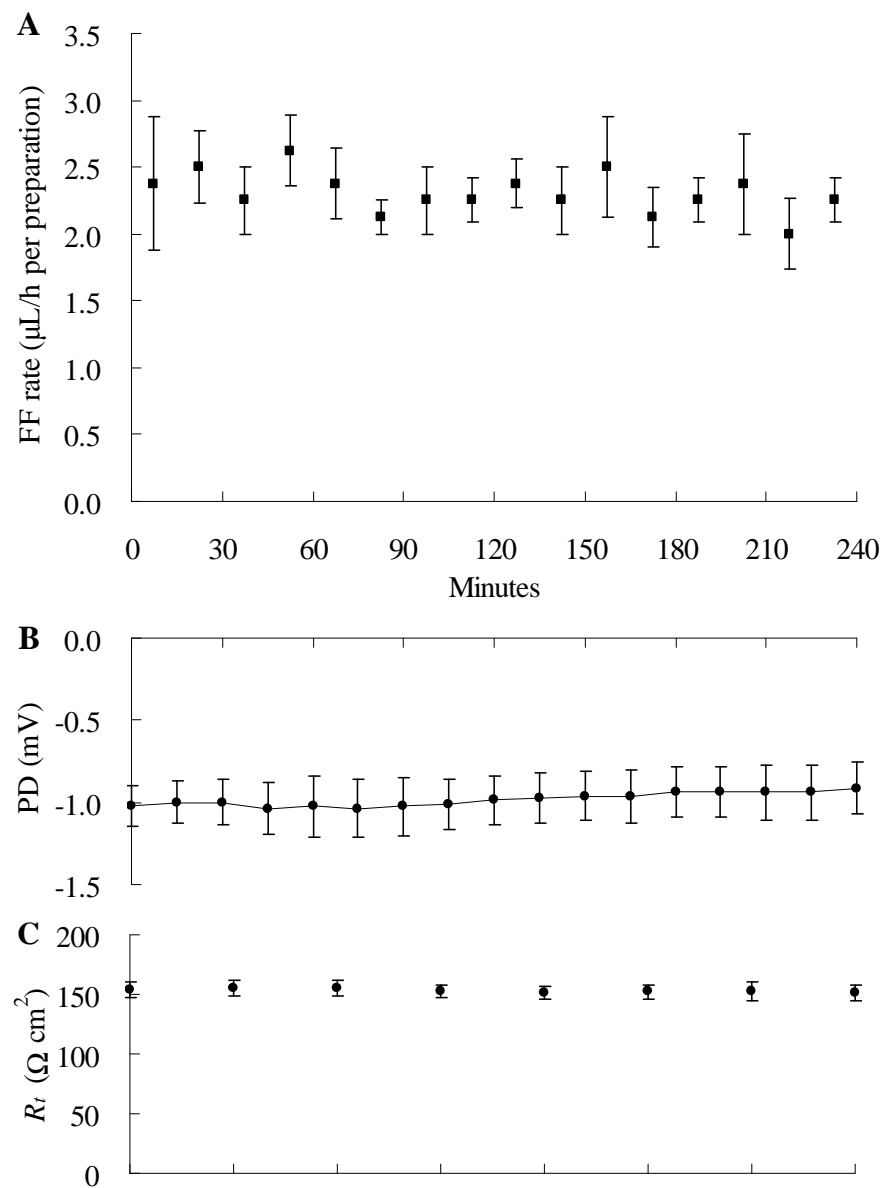 A
3.5
3.0
2.5
2.0
1.5
1.0
0.5
0.0
FF rate (μL/h per preparation)
0 30 60 90 120 150 180 210 240
Minutes
B
0.0
-0.5
-1.0
-1.5
PD (mV)
C
200
150
100
50
0
Rt (Ω cm²)